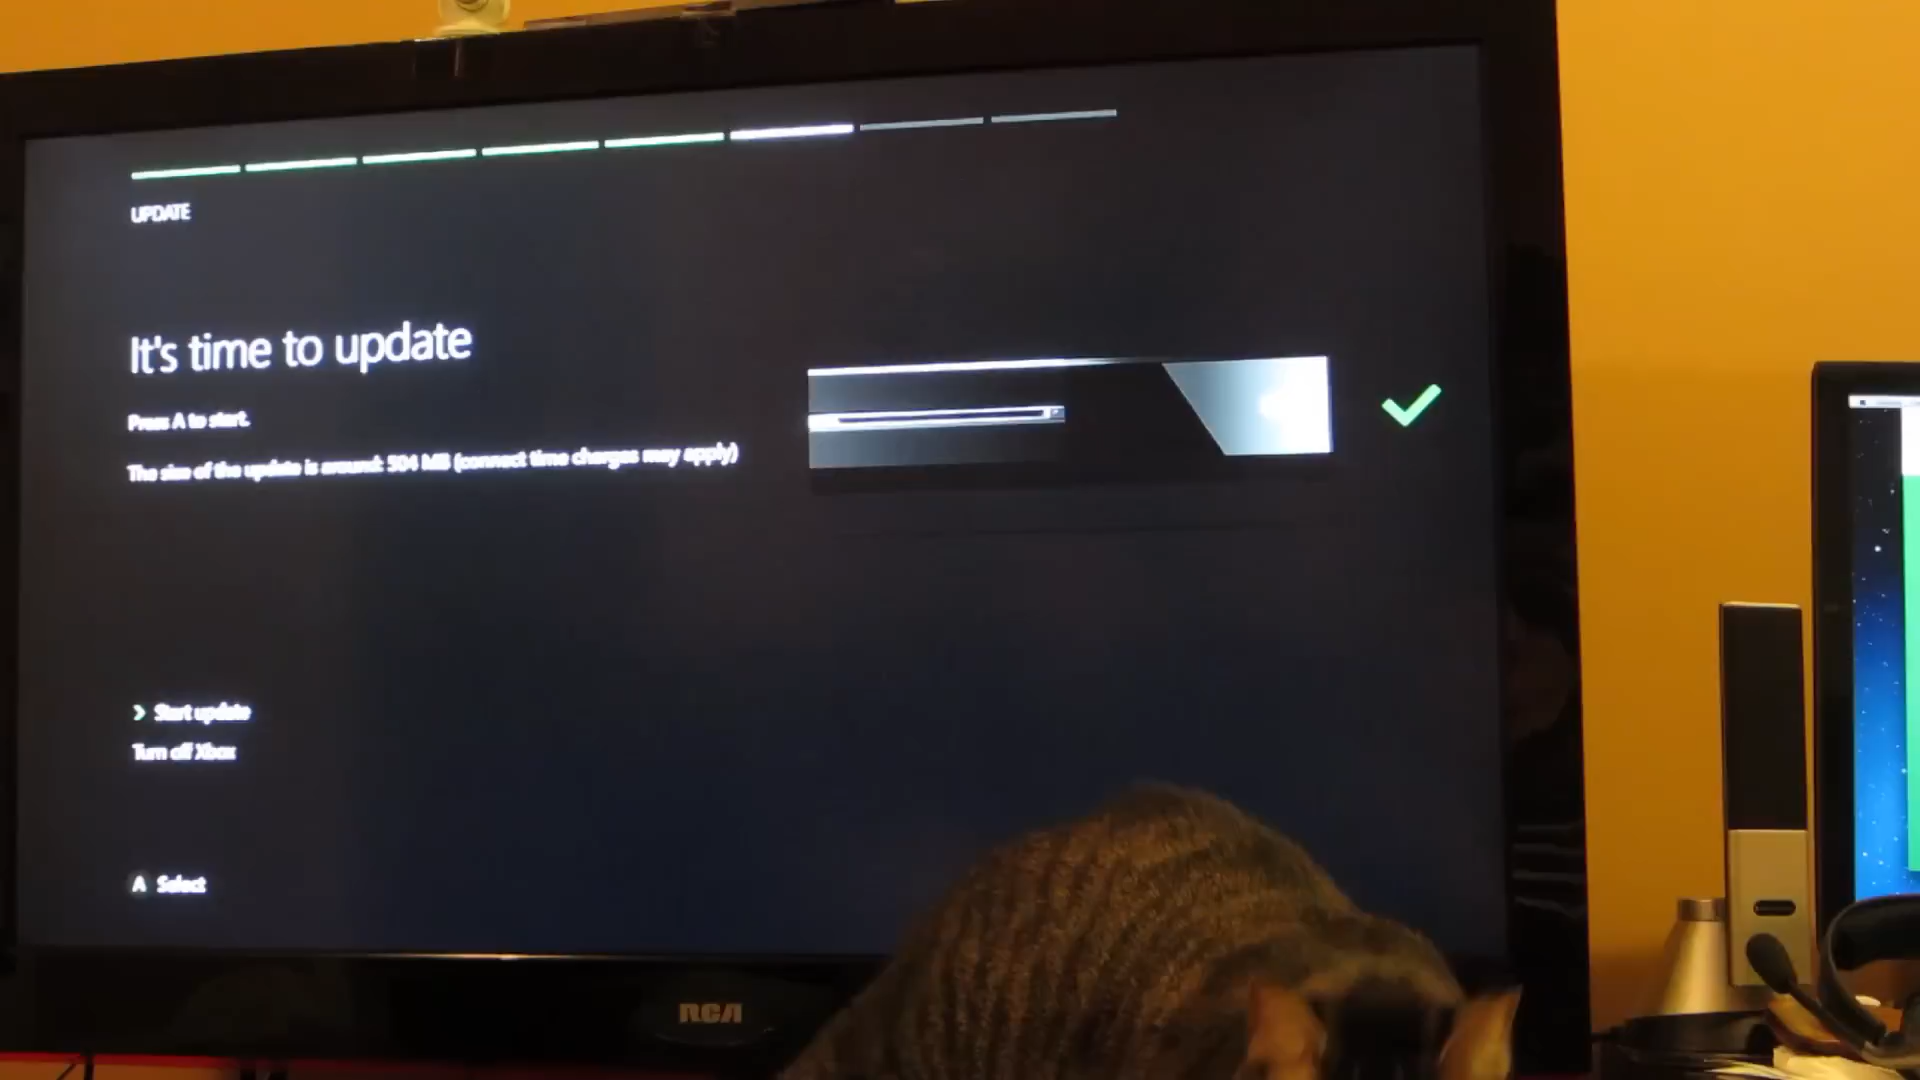 UPDATE
It's time to update
Press A to start.
The size of the update is around: 504 MB (connect time charges may apply)
Start update
Turn off Xbox
A Select
RCA